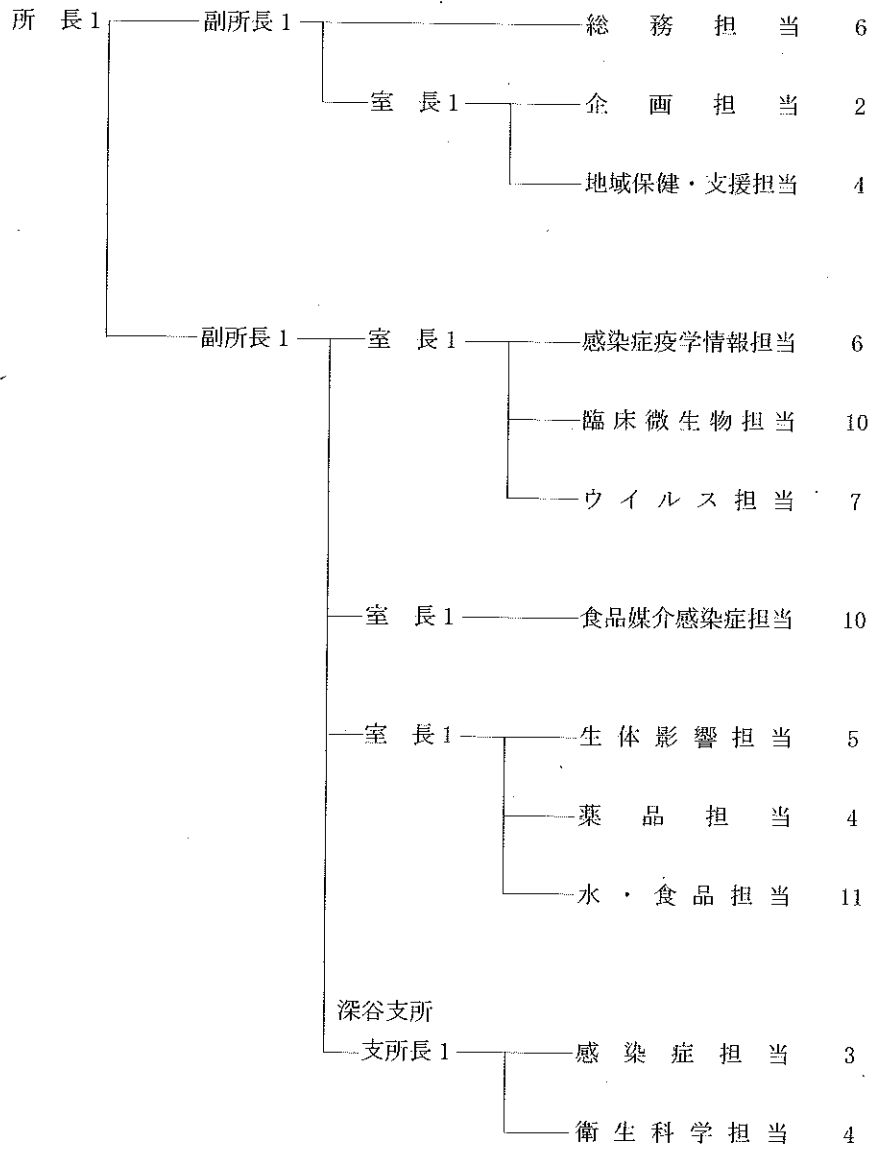 所 長 1 副所長 1 総務担当 6
室 長 1 企画担当 2
地域保健・支援担当 4
副所長 1 室 長 1 感染症疫学情報担当 6
臨床微生物担当 10
ウイルス担当 7
室 長 1 食品媒介感染症担当 10
室 長 1 生体影響担当 5
薬品担当 4
水・食品担当 11
深谷支所
支所長 1 感染症担当 3
衛生科学担当 4